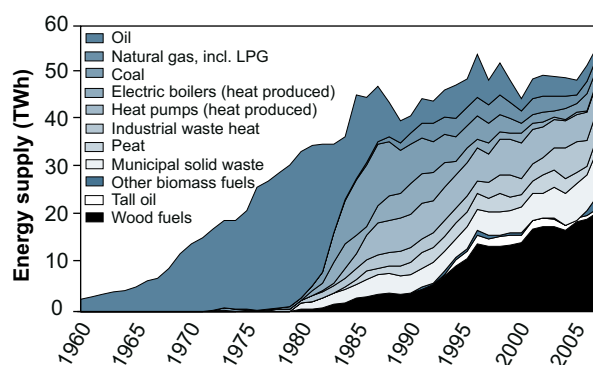 Energy supply (TWh)
60
50
40
30
20
10
0
Oil
Natural gas, incl. LPG
Coal
Electric boilers (heat produced)
Heat pumps (heat produced)
Industrial waste heat
Peat
Municipal solid waste
Other biomass fuels
Tall oil
Wood fuels
1960
1965
1970
1975
1980
1985
1990
1995
2000
2005